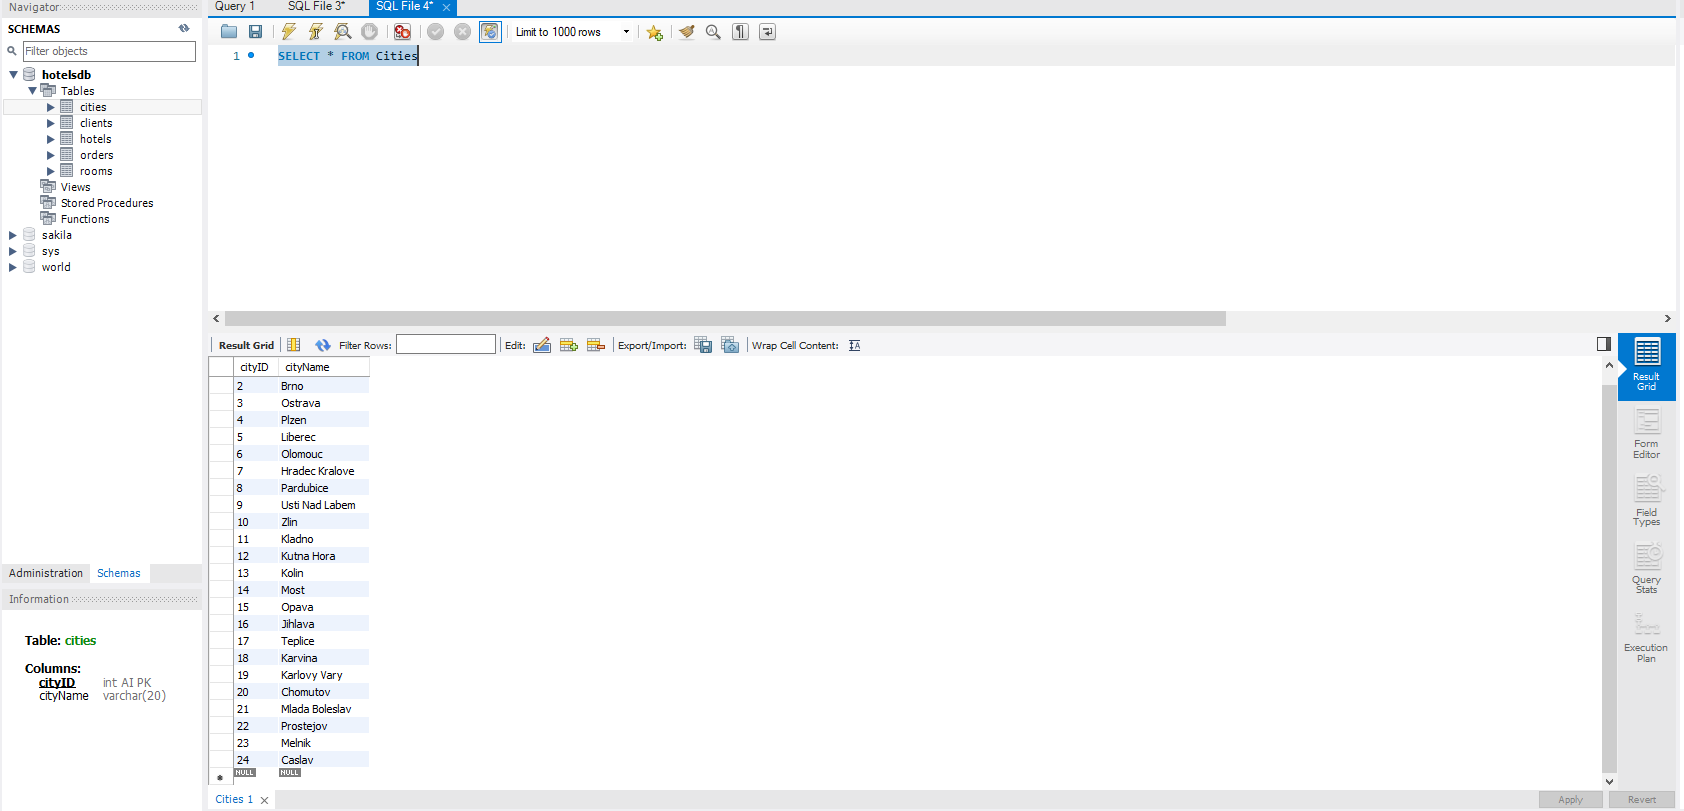 Navigator
SCHEMAS
Filter objects
hotelsdb
Tables
cities
clients
hotels
orders
rooms
Views
Stored Procedures
Functions
sakila
sys
world
Administration Schemas
Information
Table: cities
Columns:
cityID int AI PK
cityName varchar(20)
Query 1 SQL File 3* SQL File 4*
Limit to 1000 rows
1 SELECT * FROM Cities
Result Grid Filter Rows: Edit: Export/Import: Wrap Cell Content:
cityID cityName
2 Brno
3 Ostrava
4 Plzen
5 Liberec
6 Olomouc
7 Hradec Kralove
8 Pardubice
9 Usti Nad Labem
10 Zlin
11 Kladno
12 Kutna Hora
13 Kolin
14 Most
15 Opava
16 Jihlava
17 Teplice
18 Karvina
19 Karlovy Vary
20 Chomutov
21 Mlada Boleslav
22 Prostejov
23 Melnik
24 Caslav
NULL NULL
Result
Grid
Form
Editor
Field
Types
Query
Stats
Execution
Plan
Cities 1
Apply Revert